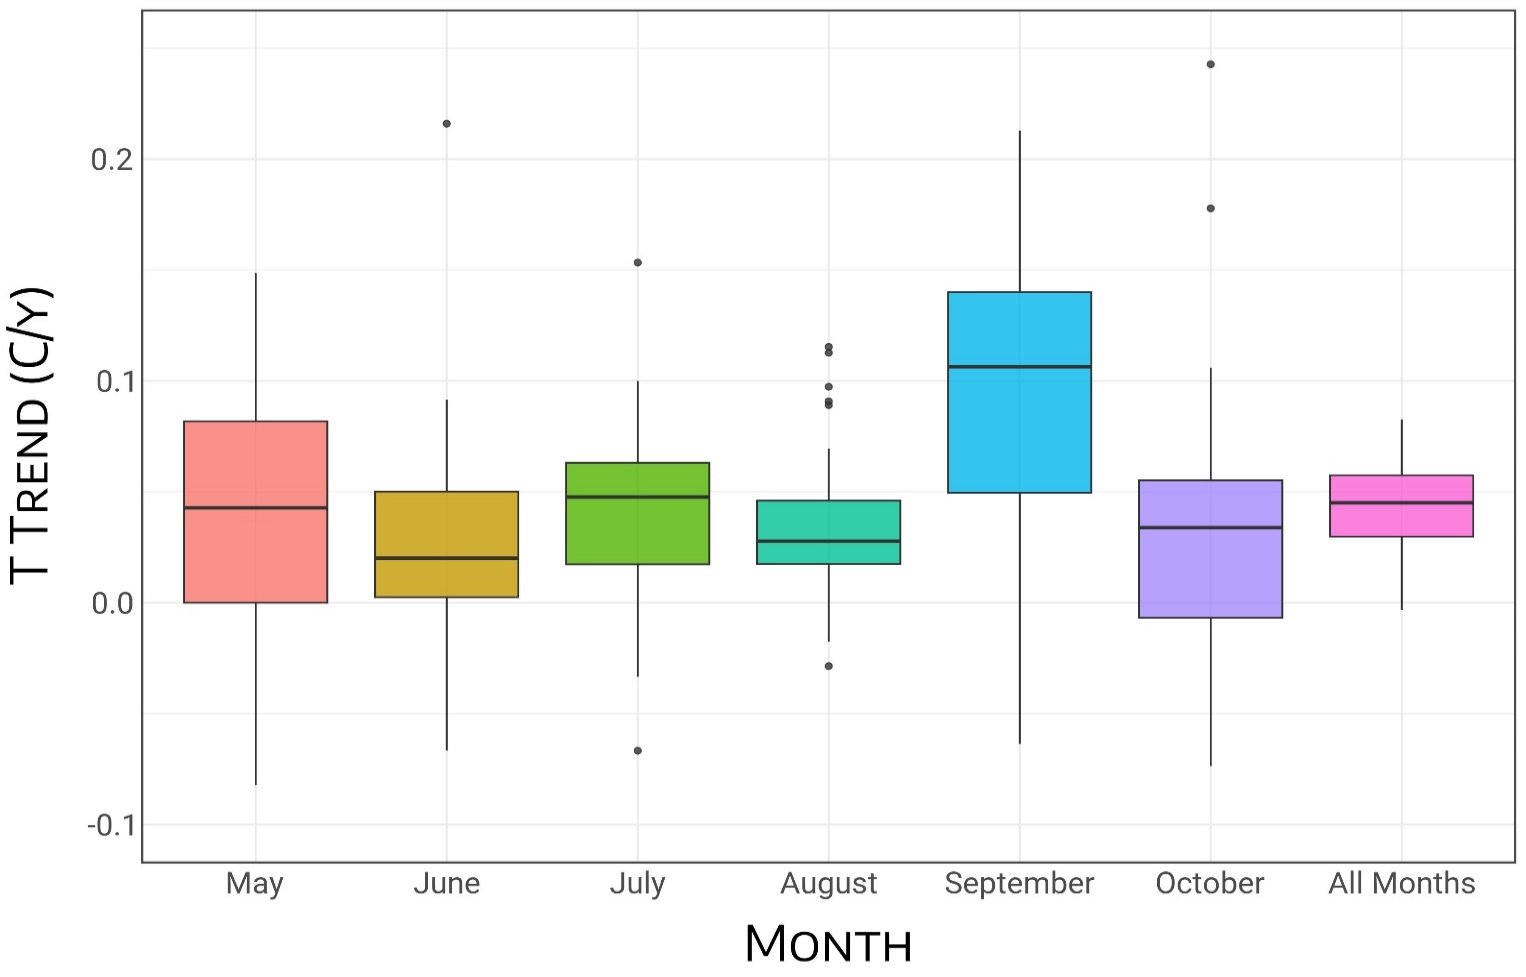 T TREND (C/Y)
0.2
0.1
0.0
-0.1
May June July August September October All Months
MONTH